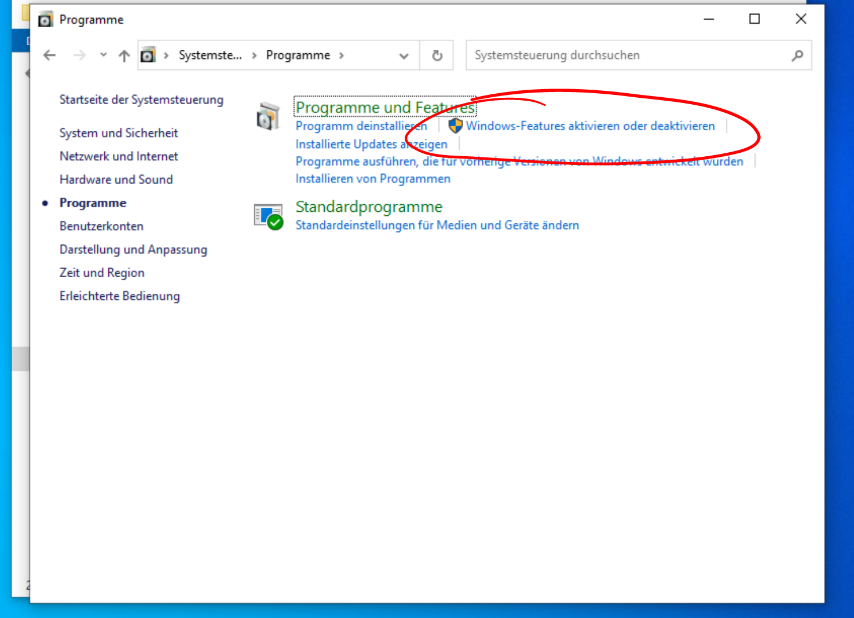 Programme
Systemste... > Programme >
Systemsteuerung durchsuchen
Startseite der Systemsteuerung
System und Sicherheit
Netzwerk und Internet
Hardware und Sound
Programme
Benutzerkonten
Darstellung und Anpassung
Zeit und Region
Erleichterte Bedienung
Programme und Features
Programm deinstallieren
Windows-Features aktivieren oder deaktivieren
Installierte Updates anzeigen
Programme ausführen, die für vorherige Versionen von Windows entwickelt wurden
Installieren von Programmen
Standardprogramme
Standardeinstellungen für Medien und Geräte ändern